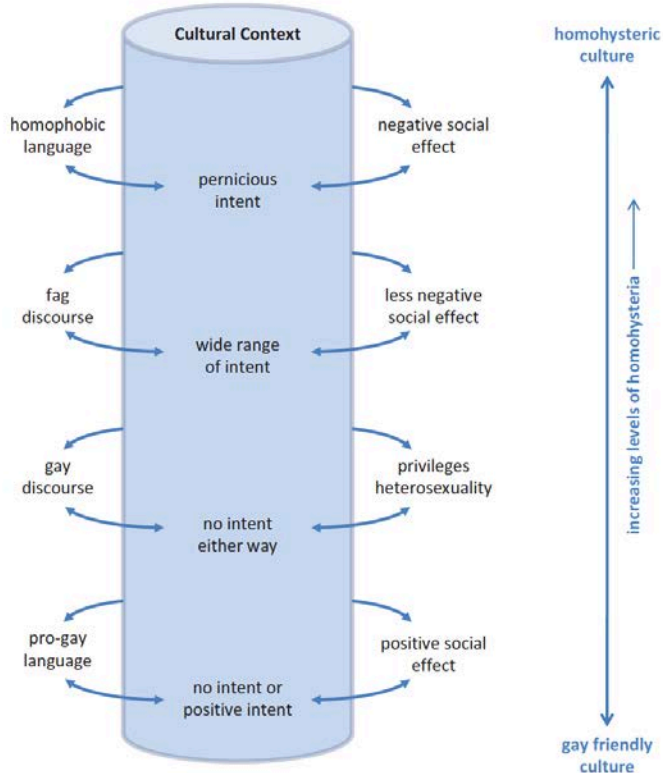 Cultural Context
homohysteric
culture
homophobic
language
negative social
effect
pernicious
intent
fag
discourse
less negative
social effect
wide range
of intent
gay
discourse
privileges
heterosexuality
no intent
either way
pro-gay
language
positive social
effect
no intent or
positive intent
increasing levels of homohysteria
gay friendly
culture